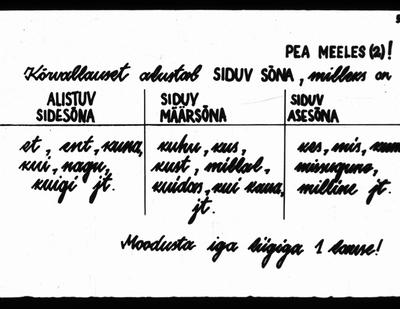 PEA MEELES (2)!
Kõrvallauset alustab SIDUV SÕNA, milleks on
ALISTUV
SIDESÕNA
et, ent, kuna,
kui, nagu,
kuigi jt.
SIDUV
MÄÄRSÕNA
kuhu, kus,
kust, millal,
kuidas, kui kaua,
jt.
SIDUV
ASESÕNA
kes, mis,
missugune,
milline jt.
Moodusta iga liigiga 1 lause!